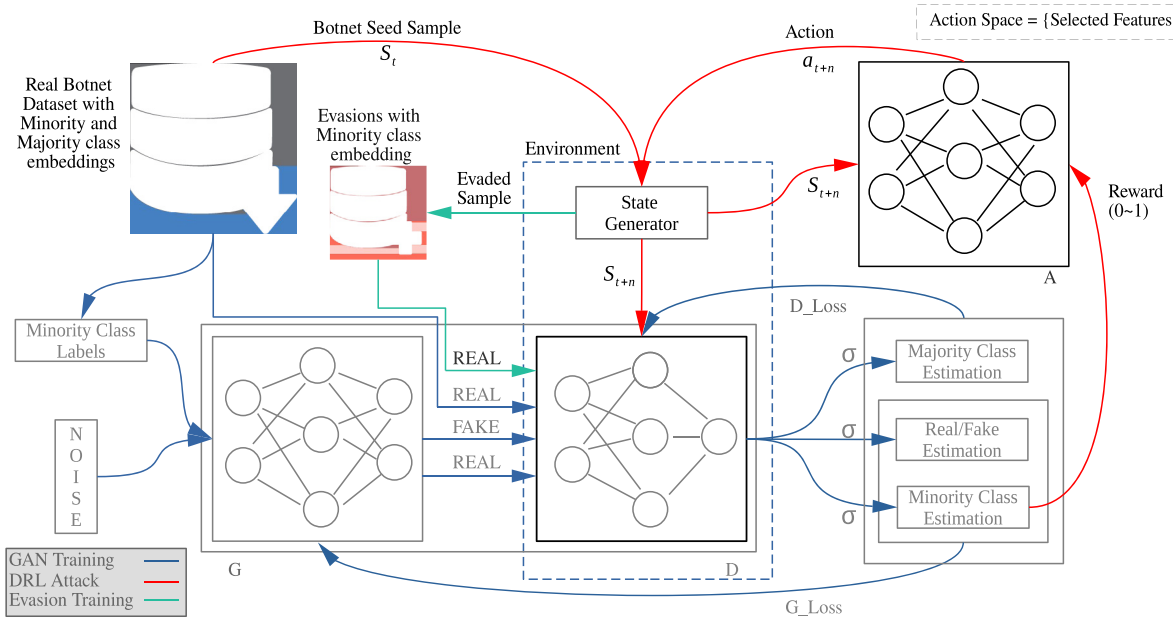 Action Space = {Selected Features
Botnet Seed Sample
S_t
Action
a_{t+n}
Real Botnet
Dataset with
Minority and
Majority class
embeddings
Evasions with
Minority class
embedding
Environment
Evaded
Sample
State
Generator
S_{t+n}
Reward
(0~1)
S_{t+n}
A
D_Loss
Minority Class
Labels
REAL
REAL
FAKE
REAL
σ
Majority Class
Estimation
σ
Real/Fake
Estimation
σ
Minority Class
Estimation
N
O
I
S
E
G
D
G_Loss
GAN Training
DRL Attack
Evasion Training